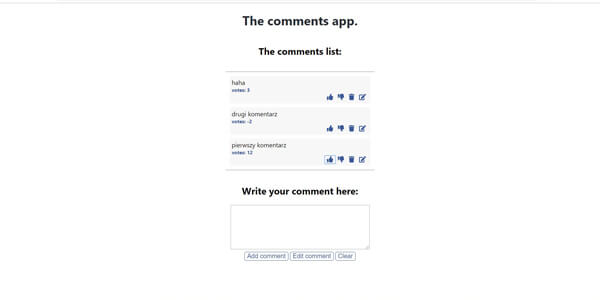 The comments app.
The comments list:
haha
votes: 3
drugi komentarz
votes: -2
pierwszy komentarz
votes: 12
Write your comment here:
Add comment Edit comment Clear